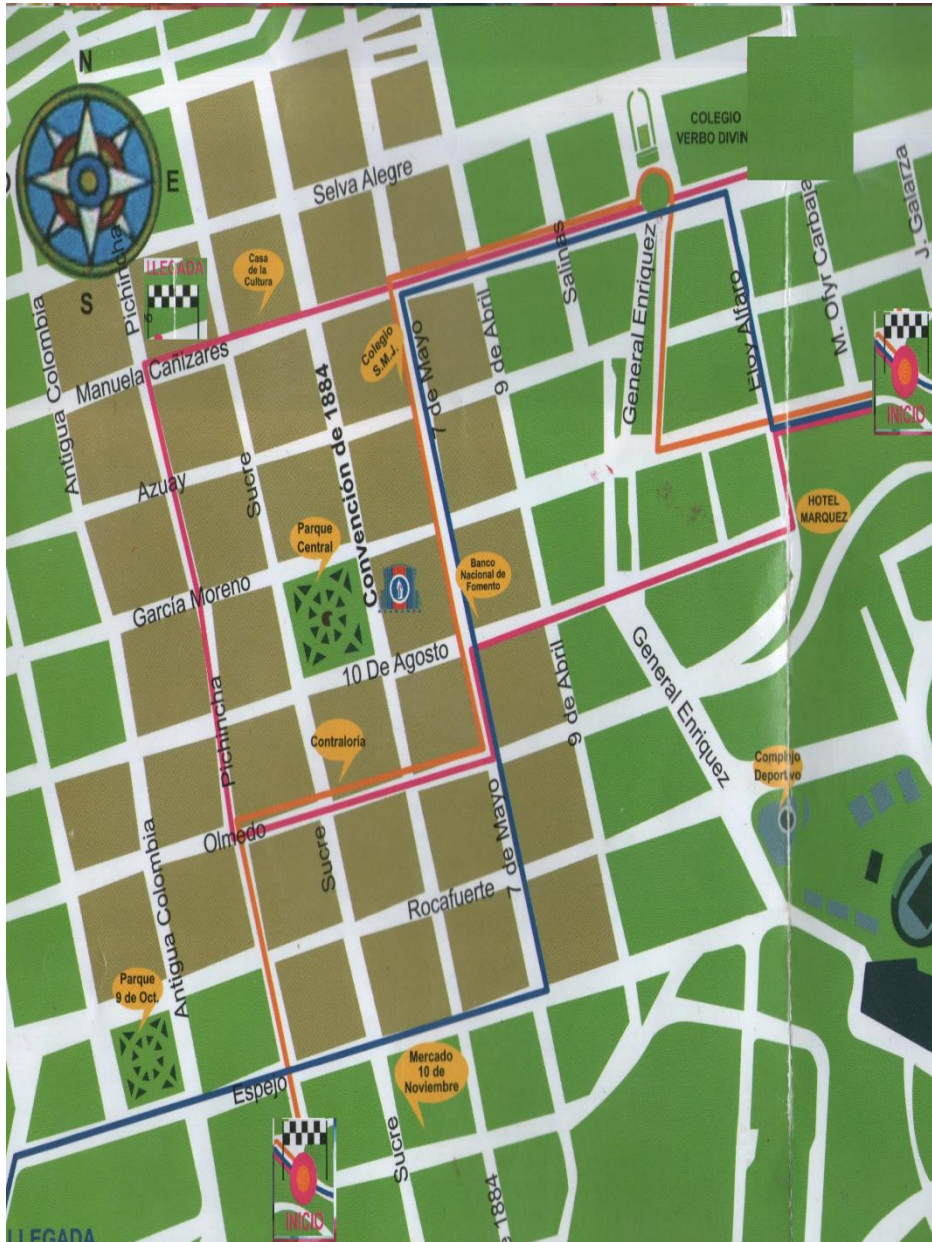 N
E
S
COLEGIO
VERBO DIVIN
Selva Alegre
Salinas
J. Galarza
M. Ofyr Carbaja
Pichincha
LLEGADA
Casa
de la
Cultura
Antigua Colombia
Manuela Cañizares
Colegio
S.M.J.
7 de Mayo
9 de Abril
General Enriquez
Eloy Alfaro
INICIO
Azuay
Sucre
Convención de 1884
HOTEL
MARQUEZ
Parque
Central
Banco
Nacional de
Fomento
García Moreno
10 De Agosto
9 de Abril
General Enriquez
Pichincha
Contraloría
Complejo
Deportivo
Olmedo
Sucre
7 de Mayo
Antigua Colombia
Rocafuerte
Parque
9 de Oct.
Mercado
10 de
Noviembre
Espejo
Sucre
e 1884
INICIO
LLEGADA